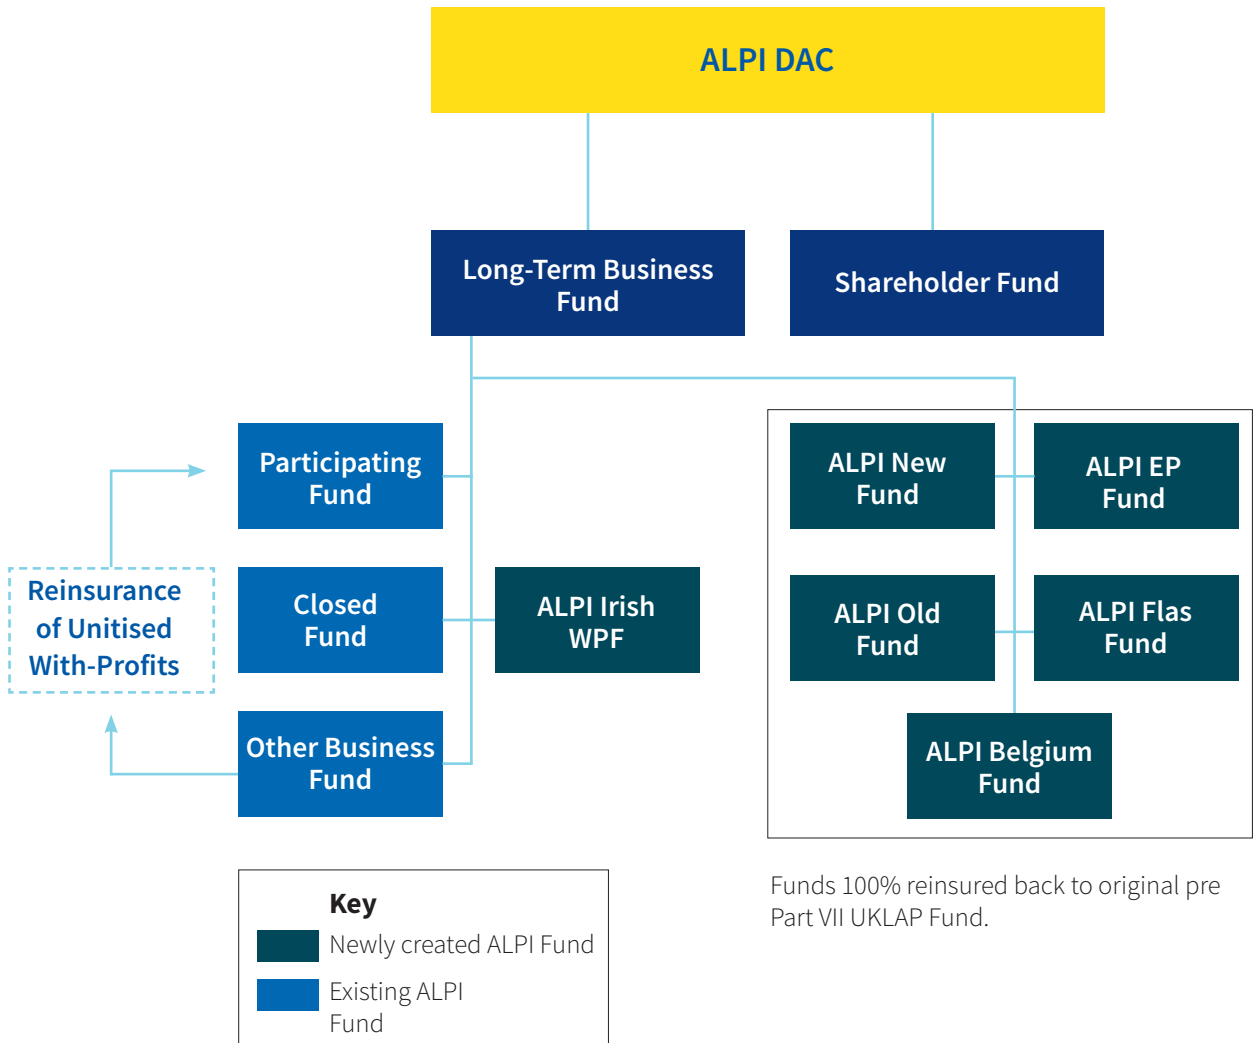 ALPI DAC
Long-Term Business
Fund
Shareholder Fund
Participating
Fund
ALPI New
Fund
ALPI EP
Fund
Reinsurance
of Unitised
With-Profits
Closed
Fund
ALPI Irish
WPF
ALPI Old
Fund
ALPI Flas
Fund
Other Business
Fund
ALPI Belgium
Fund
Funds 100% reinsured back to original pre
Part VII UKLAP Fund.
Key
Newly created ALPI Fund
Existing ALPI
Fund